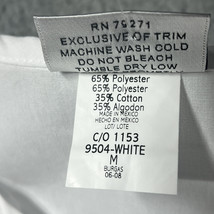 RN 79271
EXCLUSIVE OF TRIM
MACHINE WASH COLD
DO NOT BLEACH
TUMBLE DRY LOW
65% Polyester
65% Polyester
35% Cotton
35% Algodon
MADE IN MEXICO
HECHO EN MEXICO
LOT/ LOTE
C/O 1153
9504-WHITE
M
BURGAS
06-08